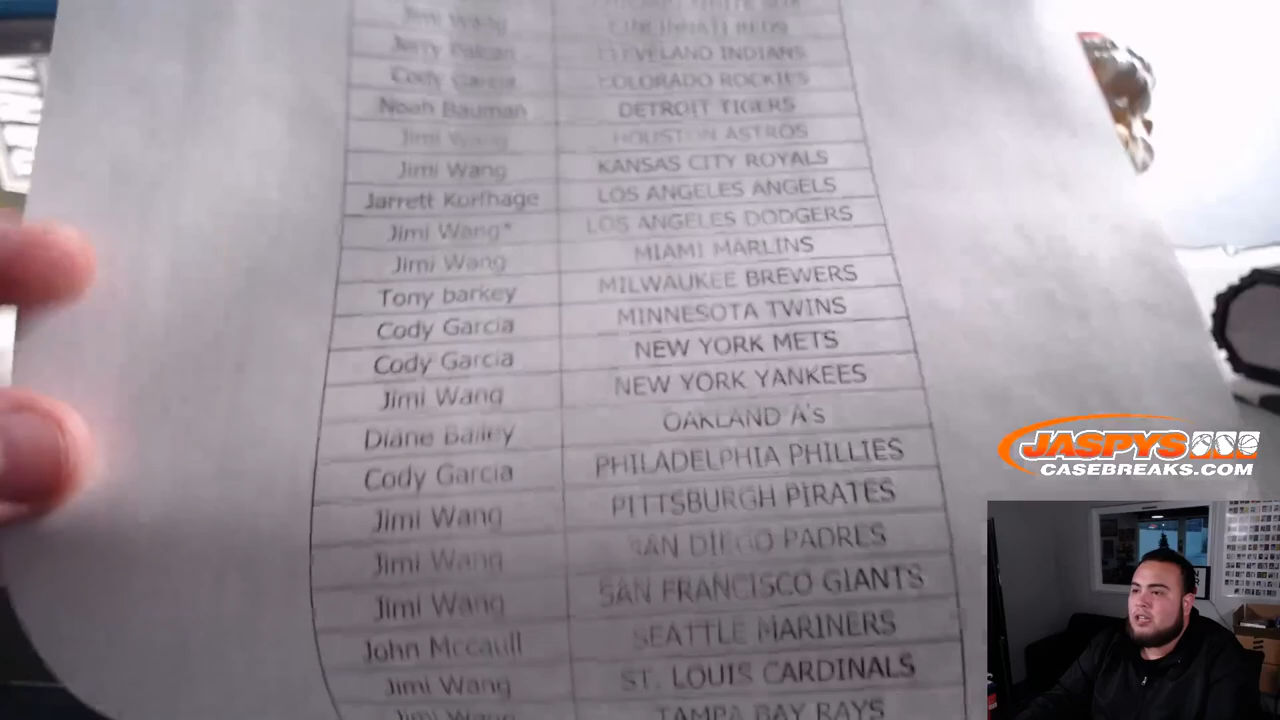 Jimi Wang CINCINNATI REDS
Jerry CLEVELAND INDIANS
Cody Garcia COLORADO ROCKIES
Noah Bauman DETROIT TIGERS
Jimi Wang HOUSTON ASTROS
Jimi Wang KANSAS CITY ROYALS
Jarrett Korfhage LOS ANGELES ANGELS
Jimi Wang* LOS ANGELES DODGERS
Jimi Wang MIAMI MARLINS
Tony barkey MILWAUKEE BREWERS
Cody Garcia MINNESOTA TWINS
Cody Garcia NEW YORK METS
Jimi Wang NEW YORK YANKEES
Diane Bailey OAKLAND A's
Cody Garcia PHILADELPHIA PHILLIES
Jimi Wang PITTSBURGH PIRATES
Jimi Wang SAN DIEGO PADRES
Jimi Wang SAN FRANCISCO GIANTS
John Mccaull SEATTLE MARINERS
Jimi Wang ST. LOUIS CARDINALS
Jimi Wang TAMPA BAY RAYS
JASPYS
CASEBREAKS.COM